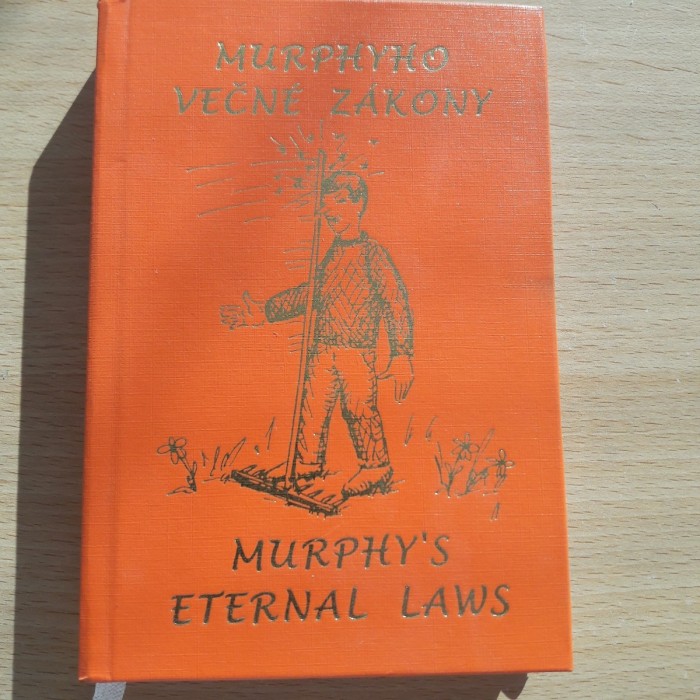 MURPHYHO
VEČNÉ ZÁKONY
MURPHY'S
ETERNAL LAWS